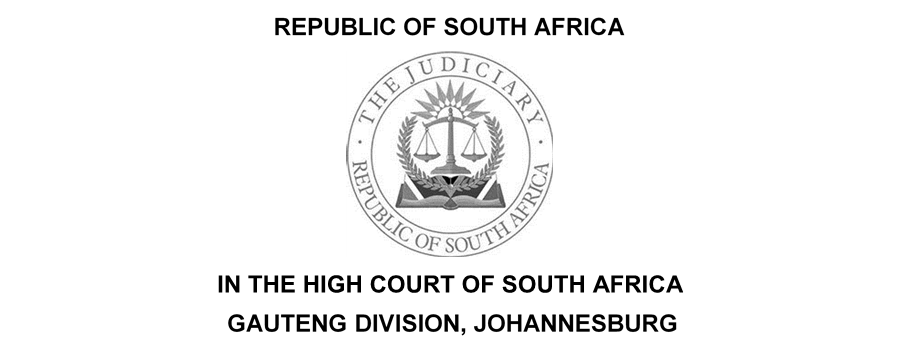 REPUBLIC OF SOUTH AFRICA
· THE JUDICIARY ·
REPUBLIC OF SOUTH AFRICA
IN THE HIGH COURT OF SOUTH AFRICA
GAUTENG DIVISION, JOHANNESBURG